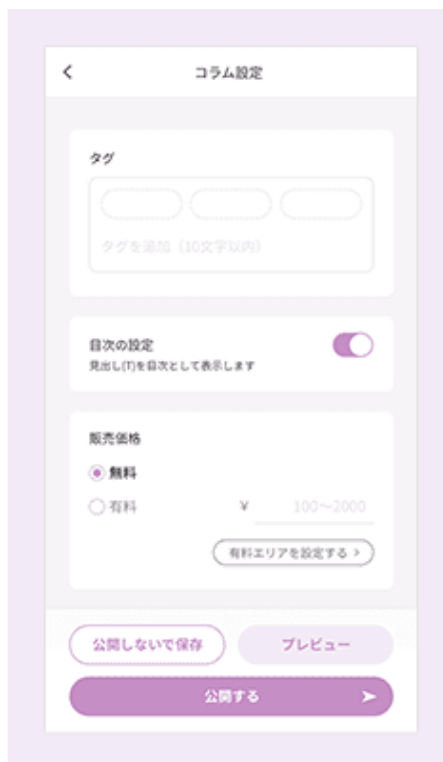 コラム設定
タグ
タグを追加（10文字以内）
目次の設定
見出し(T)を目次として表示します
販売価格
無料
有料 ¥ 100〜2000
有料エリアを設定する >
公開しないで保存 プレビュー
公開する